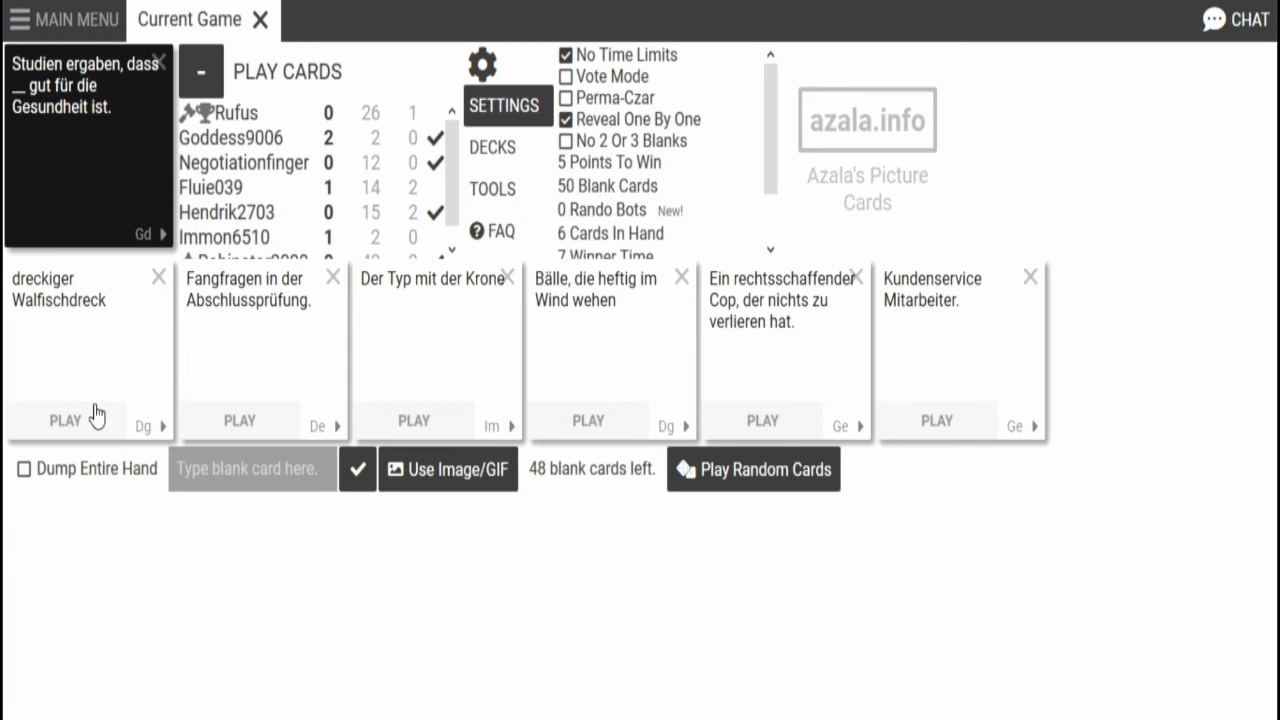 MAIN MENU
Current Game
CHAT
Studien ergaben, dass
__ gut für die
Gesundheit ist.
Gd
-
PLAY CARDS
Rufus 0 26 1
Goddess9006 2 2 0
Negotiationfinger 0 12 0
Fluie039 1 14 2
Hendrik2703 0 15 2
Immon6510 1 2 0
SETTINGS
DECKS
TOOLS
FAQ
No Time Limits
Vote Mode
Perma-Czar
Reveal One By One
No 2 Or 3 Blanks
5 Points To Win
50 Blank Cards
0 Rando Bots New!
6 Cards In Hand
7 Winner Time
azala.info
Azala's Picture
Cards
dreckiger
Walfischdreck
PLAY
Dg
Fangfragen in der
Abschlussprüfung.
PLAY
De
Der Typ mit der Krone
PLAY
Im
Bälle, die heftig im
Wind wehen
PLAY
Dg
Ein rechtsschaffender
Cop, der nichts zu
verlieren hat.
PLAY
Ge
Kundenservice
Mitarbeiter.
PLAY
Ge
Dump Entire Hand
Type blank card here.
Use Image/GIF
48 blank cards left.
Play Random Cards